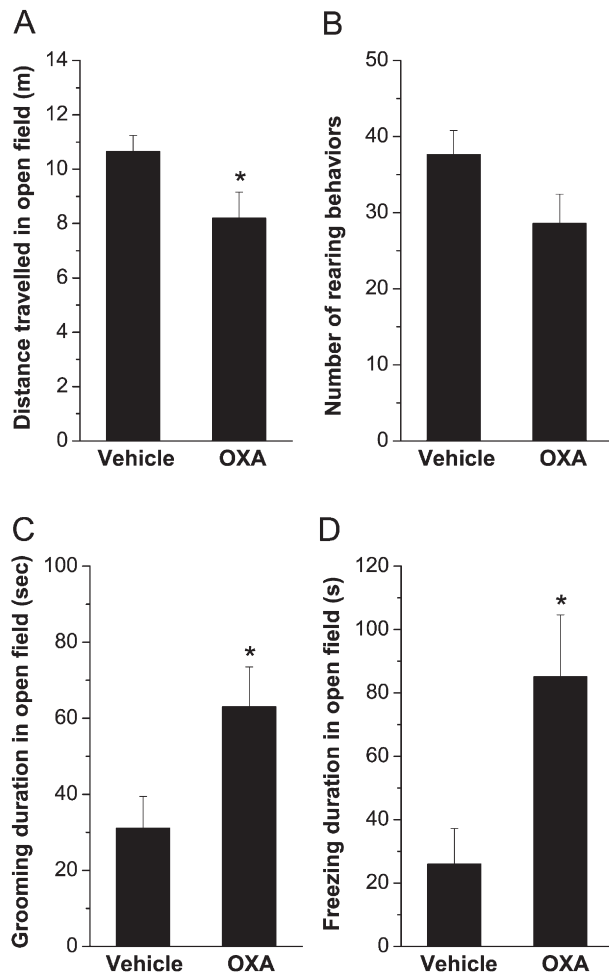 A
Distance travelled in open field (m)
14
12
10
8
6
4
2
0
*
Vehicle
OXA
B
Number of rearing behaviors
50
40
30
20
10
0
Vehicle
OXA
C
Grooming duration in open field (sec)
100
80
60
40
20
0
*
Vehicle
OXA
D
Freezing duration in open field (s)
120
100
80
60
40
20
0
*
Vehicle
OXA